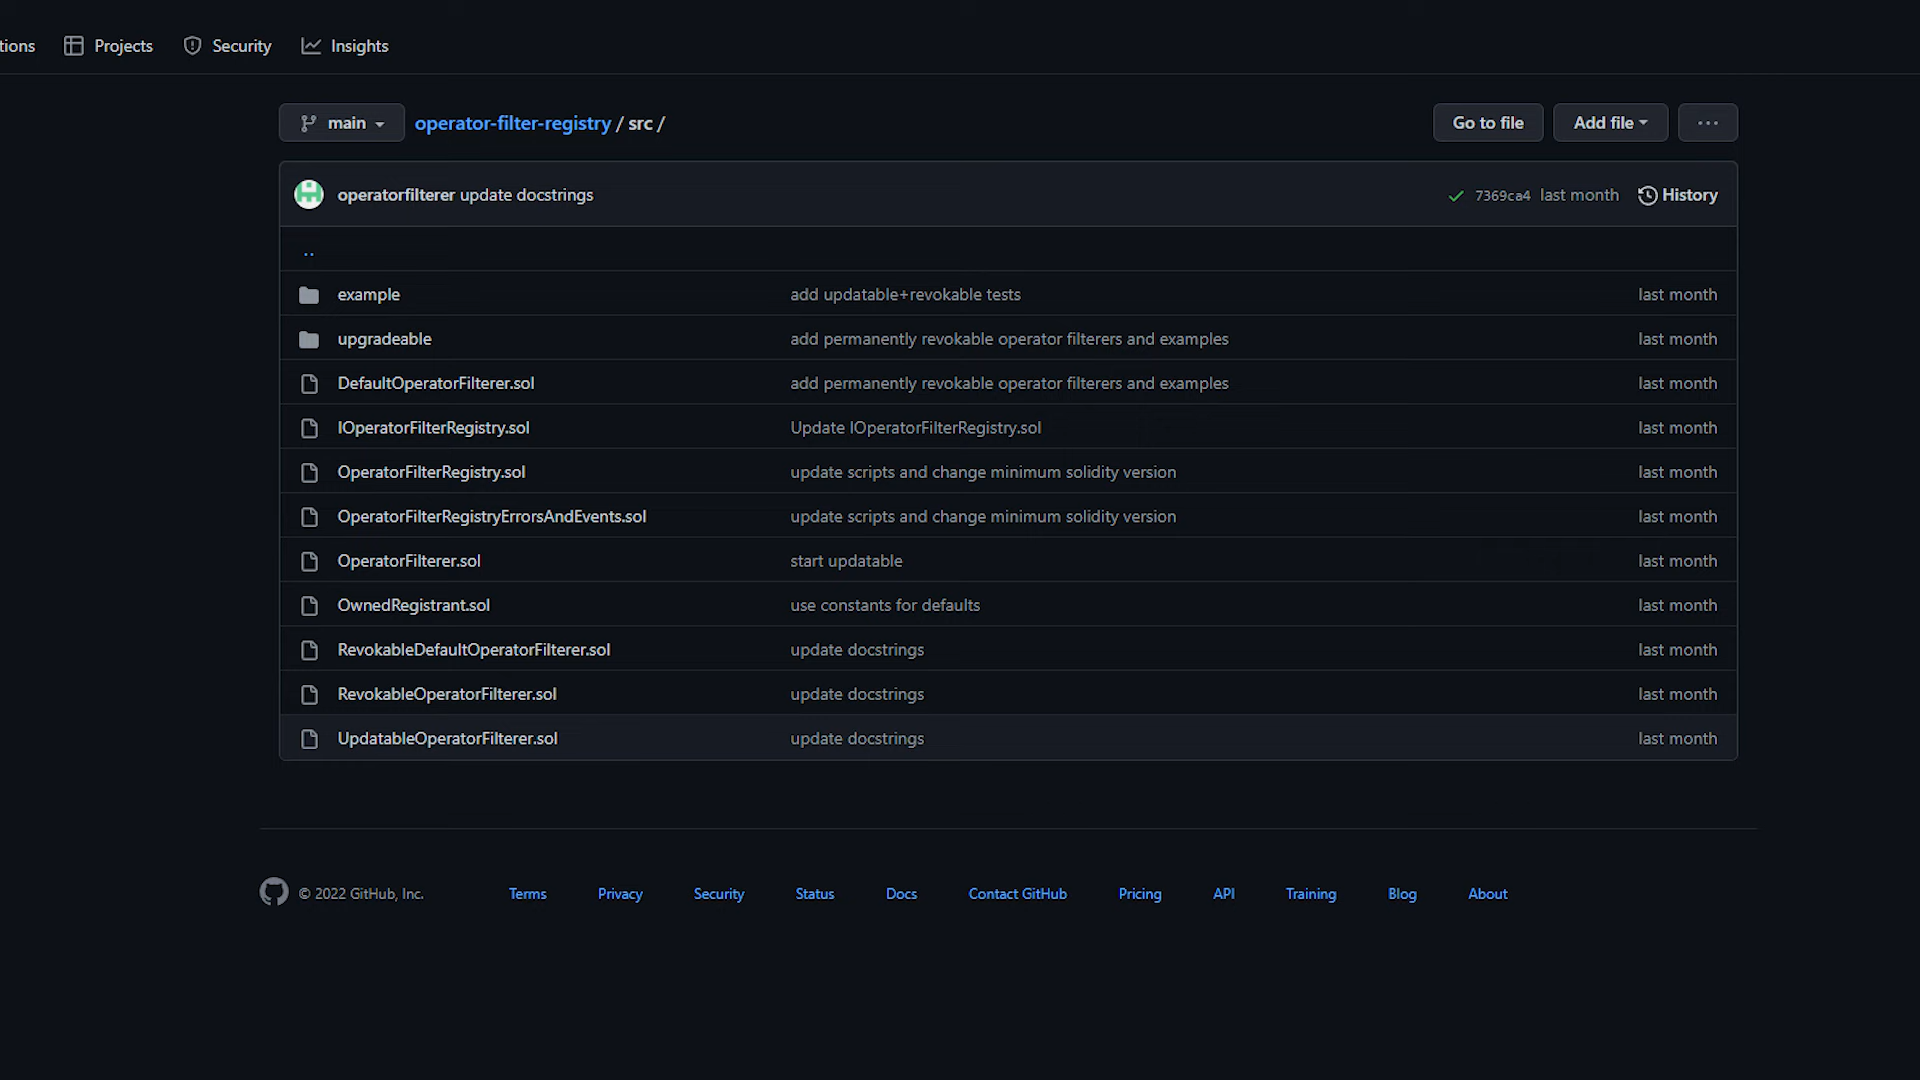 tions Projects Security Insights
main operator-filter-registry / src / Go to file Add file ...
operatorfilterer update docstrings 7369ca4 last month History
..
example add updatable+revokable tests last month
upgradeable add permanently revokable operator filterers and examples last month
DefaultOperatorFilterer.sol add permanently revokable operator filterers and examples last month
IOperatorFilterRegistry.sol Update IOperatorFilterRegistry.sol last month
OperatorFilterRegistry.sol update scripts and change minimum solidity version last month
OperatorFilterRegistryErrorsAndEvents.sol update scripts and change minimum solidity version last month
OperatorFilterer.sol start updatable last month
OwnedRegistrant.sol use constants for defaults last month
RevokableDefaultOperatorFilterer.sol update docstrings last month
RevokableOperatorFilterer.sol update docstrings last month
UpdatableOperatorFilterer.sol update docstrings last month
© 2022 GitHub, Inc. Terms Privacy Security Status Docs Contact GitHub Pricing API Training Blog About